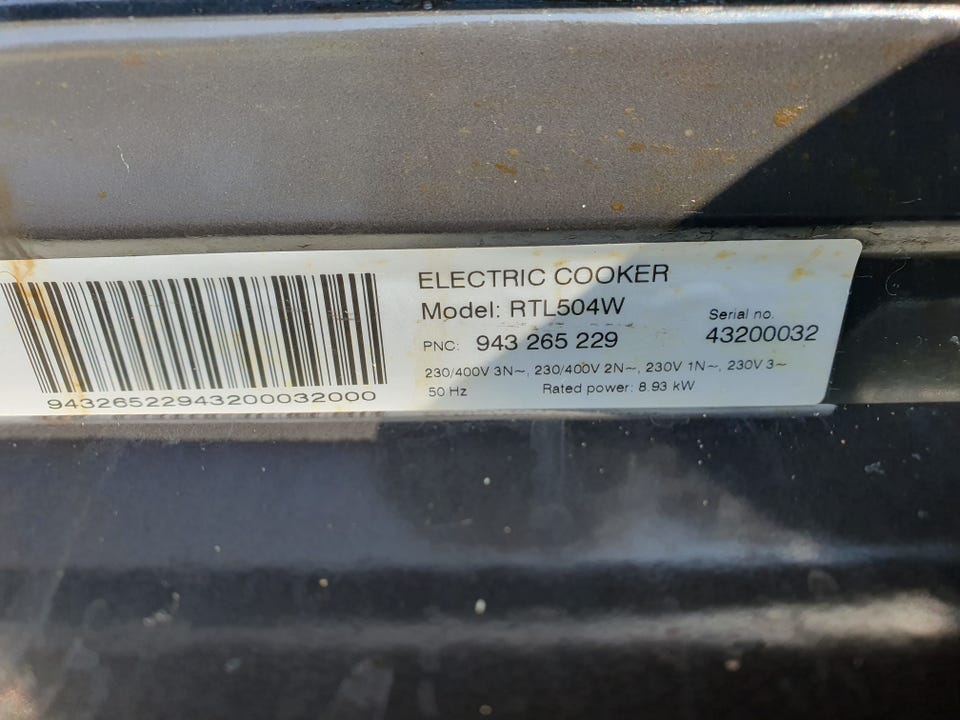 ELECTRIC COOKER
Model: RTL504W
Serial no.
PNC: 943 265 229
43200032
230/400V 3N~, 230/400V 2N~, 230V 1N~, 230V 3~
50 Hz Rated power: 8.93 kW
94326522943200032000